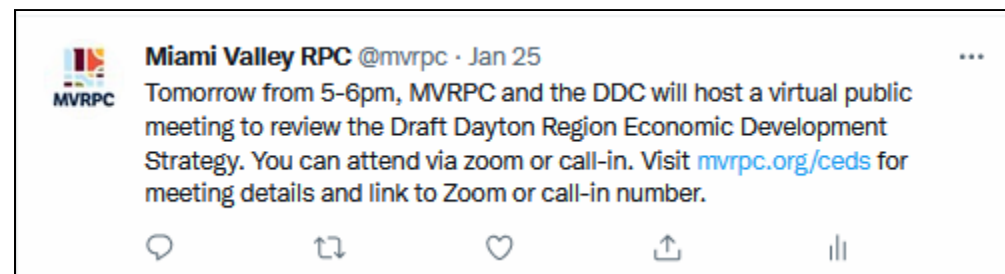 Miami Valley RPC @mvrpc · Jan 25
MVRPC
Tomorrow from 5-6pm, MVRPC and the DDC will host a virtual public
meeting to review the Draft Dayton Region Economic Development
Strategy. You can attend via zoom or call-in. Visit mvrpc.org/ceds for
meeting details and link to Zoom or call-in number.